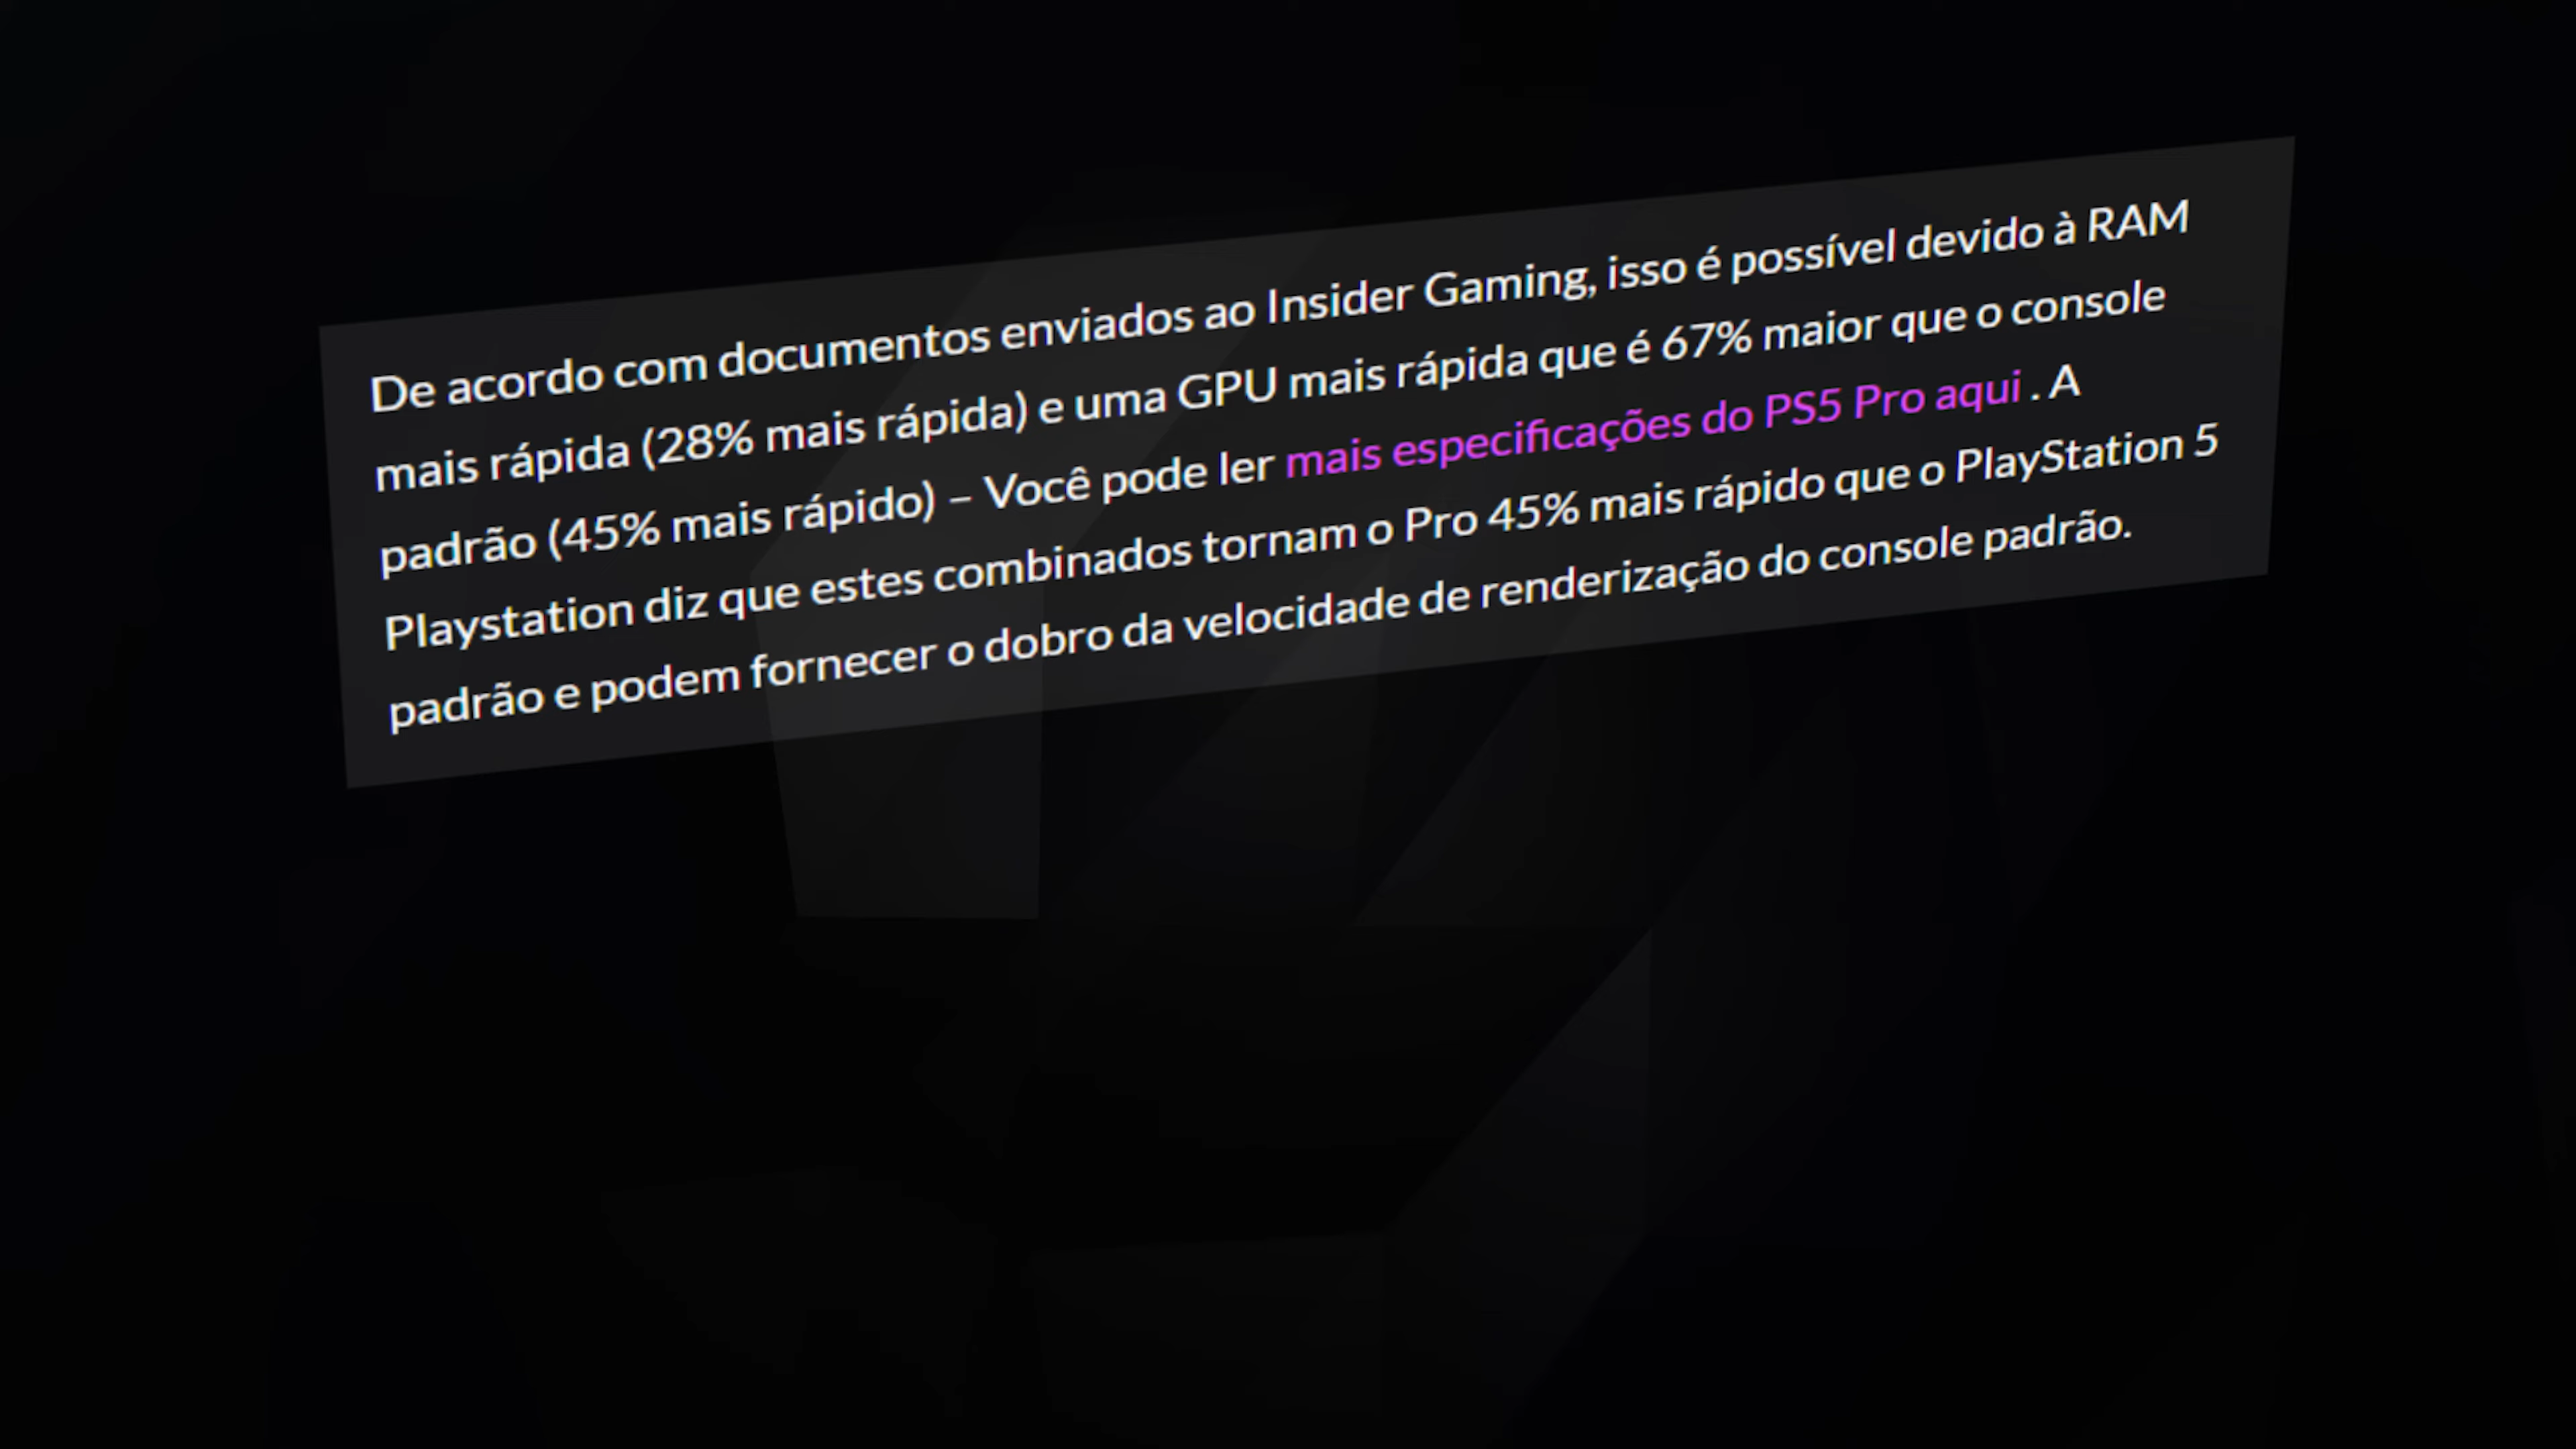 De acordo com documentos enviados ao Insider Gaming, isso é possível devido à RAM
mais rápida (28% mais rápida) e uma GPU mais rápida que é 67% maior que o console
padrão (45% mais rápido) – Você pode ler mais especificações do PS5 Pro aqui . A
Playstation diz que estes combinados tornam o Pro 45% mais rápido que o PlayStation 5
padrão e podem fornecer o dobro da velocidade de renderização do console padrão.